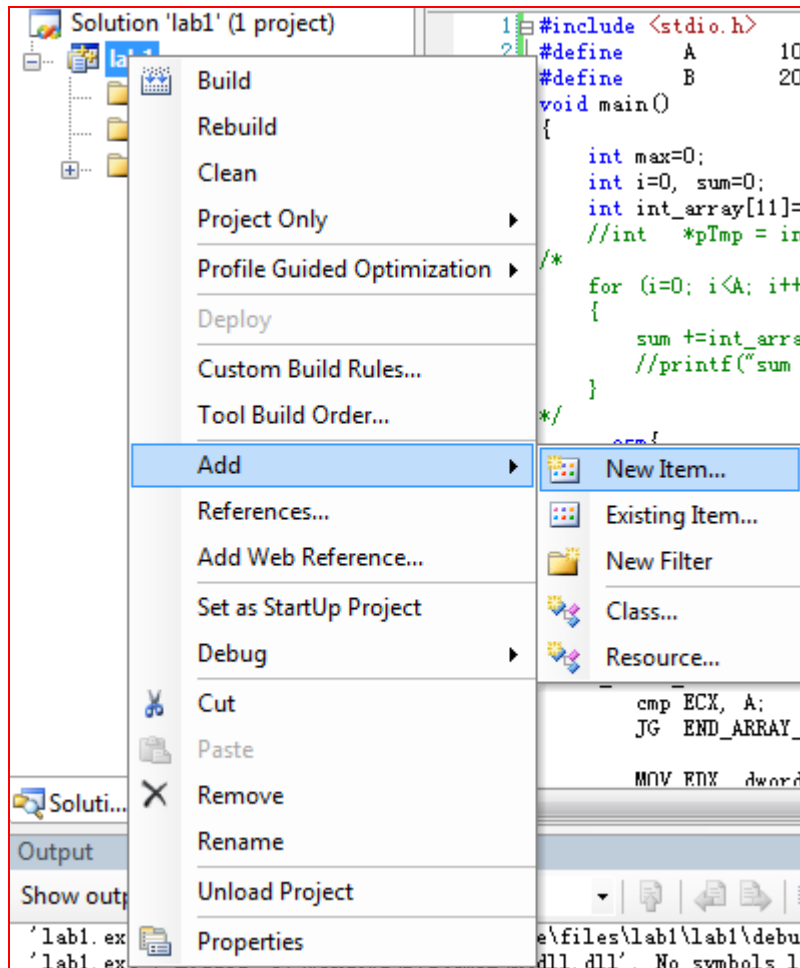 Solution 'lab1' (1 project)
Build
Rebuild
Clean
Project Only
Profile Guided Optimization
Deploy
Custom Build Rules...
Tool Build Order...
Add
References...
Add Web Reference...
Set as StartUp Project
Debug
Cut
Paste
Remove
Rename
Unload Project
Properties
New Item...
Existing Item...
New Filter
Class...
Resource...
1 #include <stdio.h>
2 #define A 10
#define B 20
void main()
{
int max=0;
int i=0, sum=0;
int int_array[11]=
//int *pTmp = in
/*
for (i=0; i<A; i++
{
sum +=int_arra
//printf("sum
}
*/
cmp ECX, A;
JG END_ARRAY_
MOV EDX dword
Soluti...
Output
Show outp
'lab1.ex e\files\lab1\lab1\debu
'lab1.ex dll.dll'. No symbols l